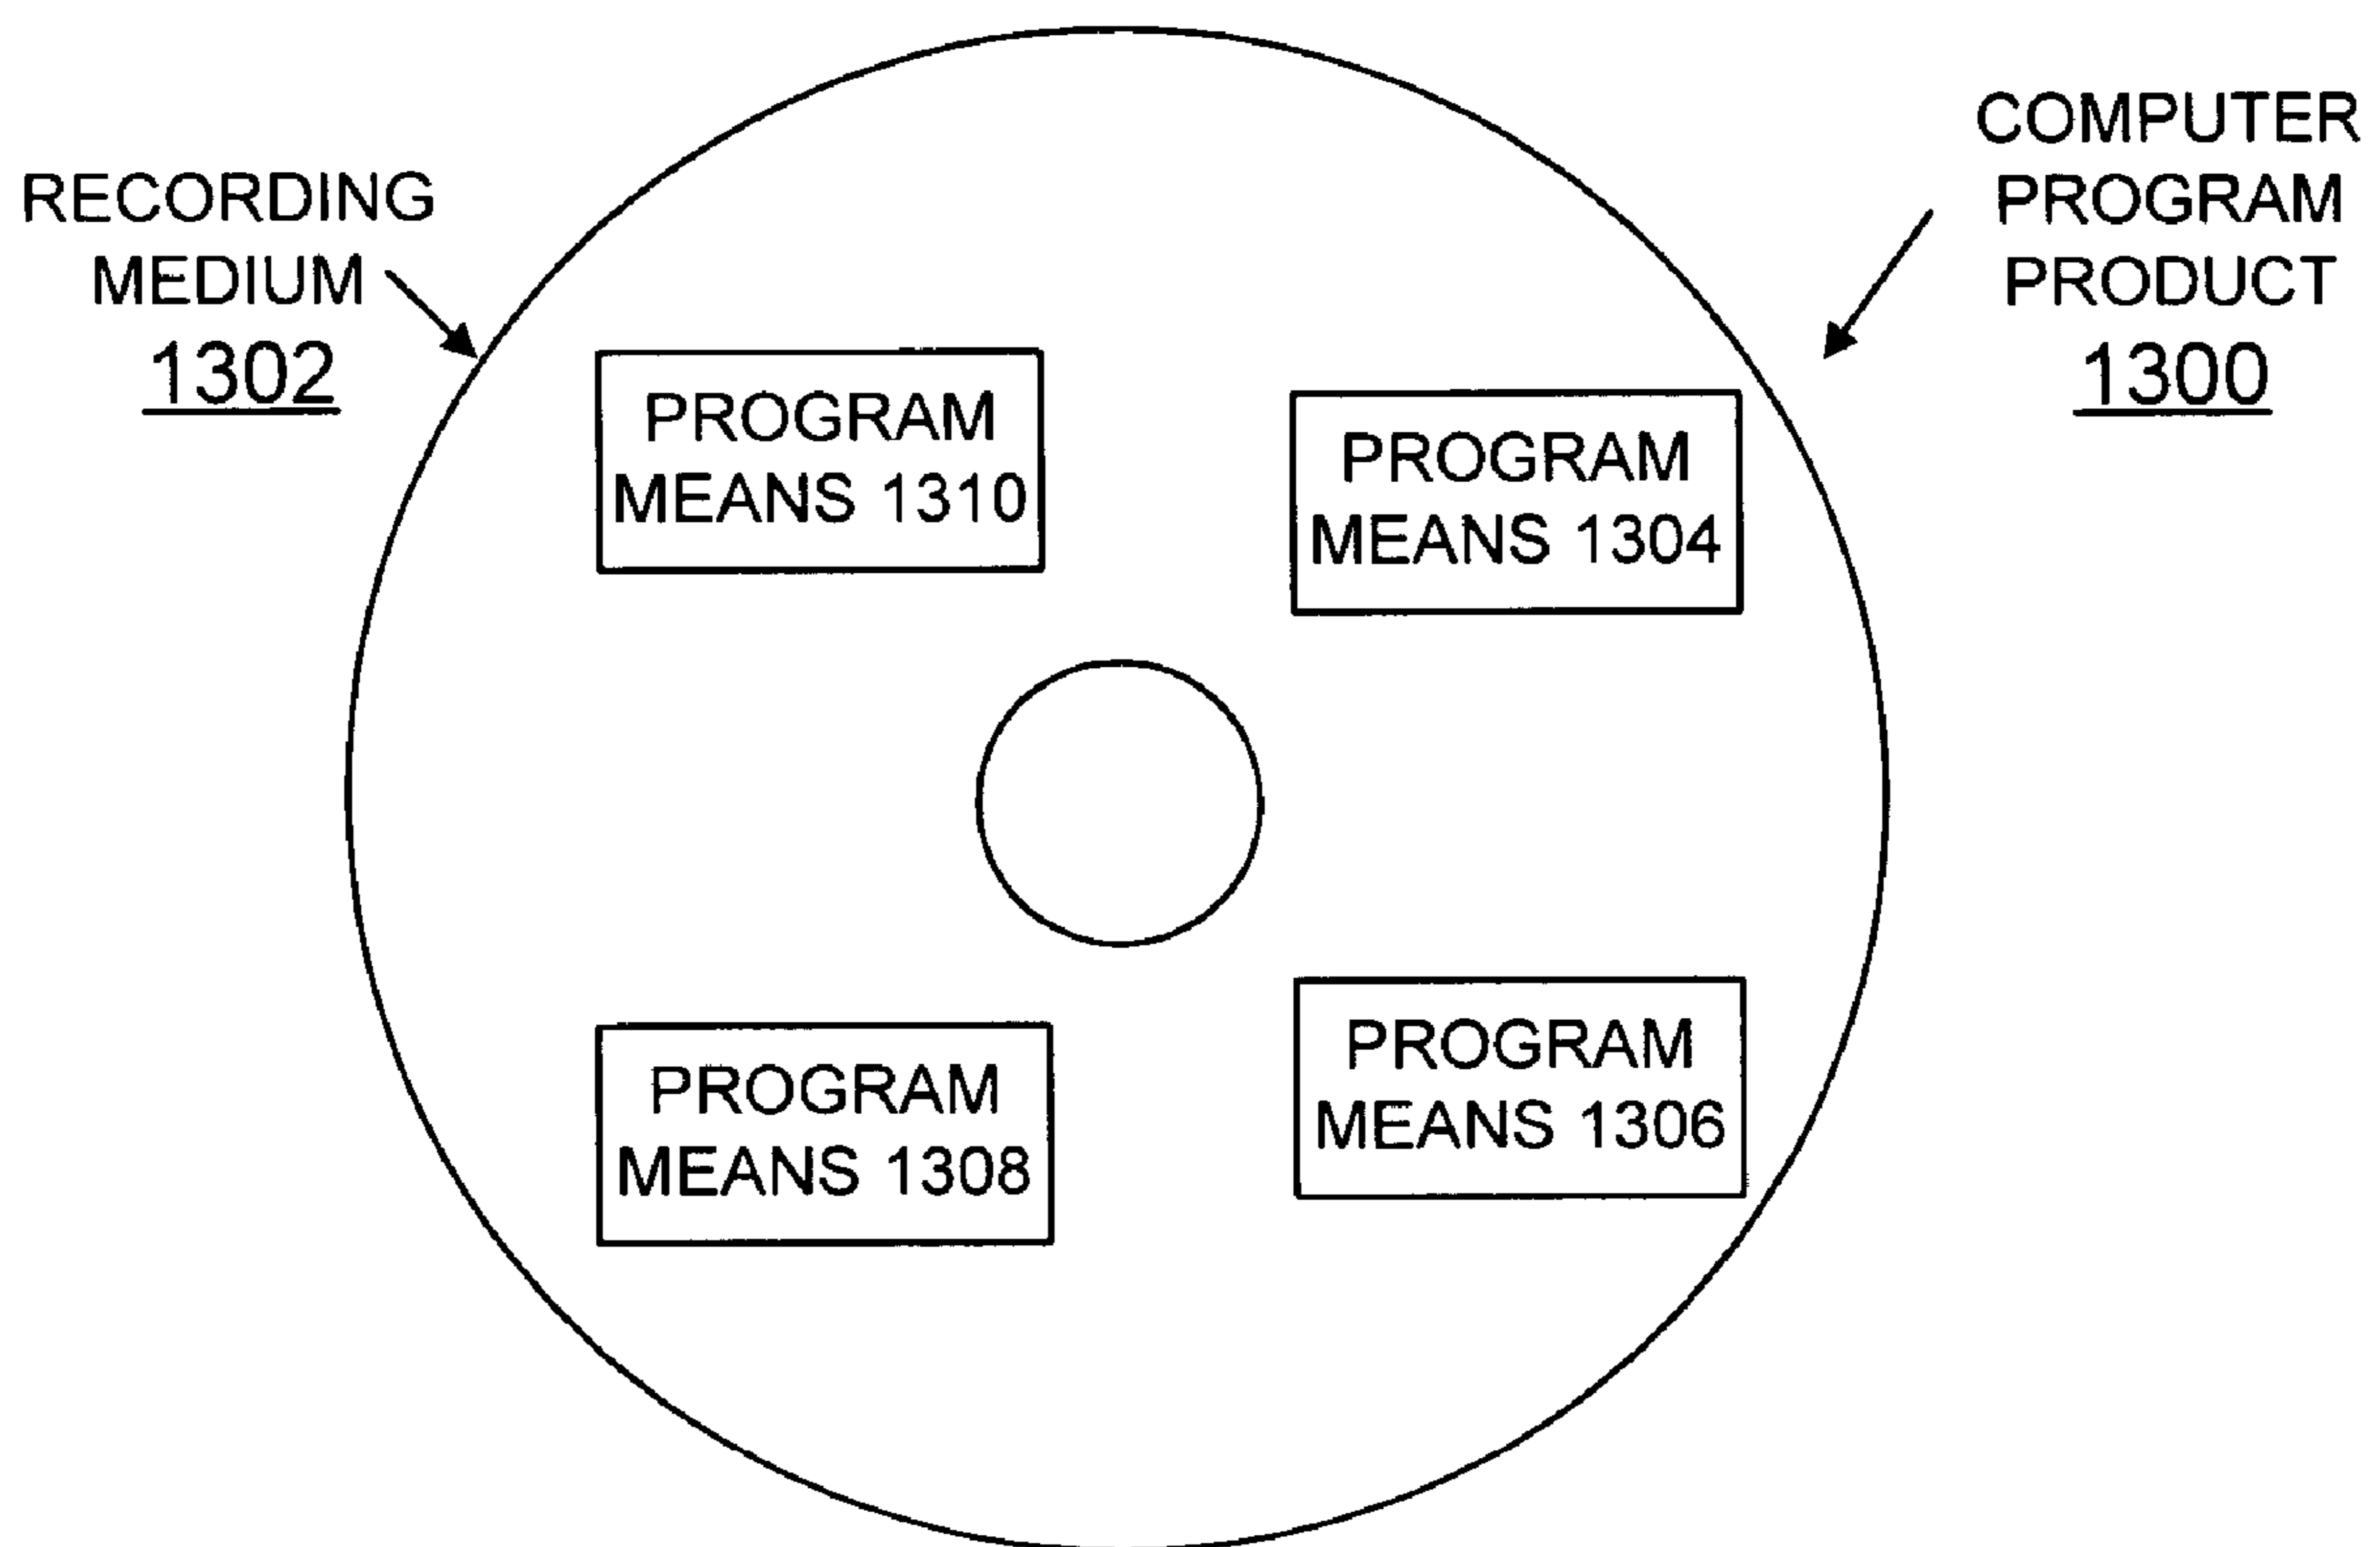 RECORDING
MEDIUM
1302
COMPUTER
PROGRAM
PRODUCT
1300
PROGRAM
MEANS 1310
PROGRAM
MEANS 1304
PROGRAM
MEANS 1308
PROGRAM
MEANS 1306